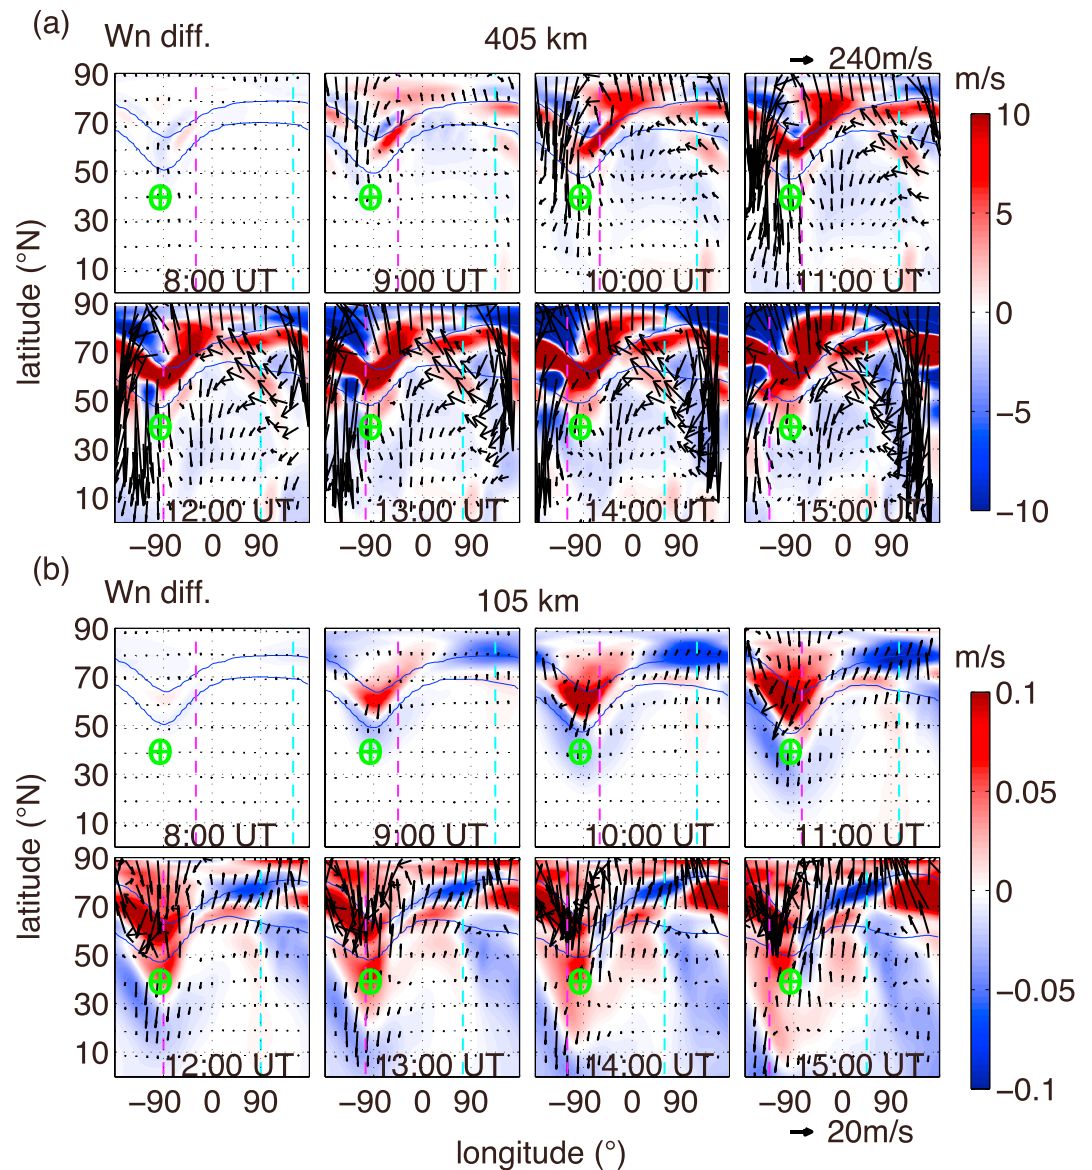 (a)
Wn diff.
405 km
240m/s
m/s
90
70
50
30
10
8:00 UT
9:00 UT
10:00 UT
11:00 UT
10
5
0
−5
−10
latitude (°N)
90
70
50
30
10
12:00 UT
13:00 UT
14:00 UT
15:00 UT
−90 0 90
−90 0 90
−90 0 90
−90 0 90
(b)
Wn diff.
105 km
m/s
90
70
50
30
10
8:00 UT
9:00 UT
10:00 UT
11:00 UT
0.1
0.05
0
−0.05
−0.1
latitude (°N)
90
70
50
30
10
12:00 UT
13:00 UT
14:00 UT
15:00 UT
−90 0 90
−90 0 90
−90 0 90
−90 0 90
20m/s
longitude (°)